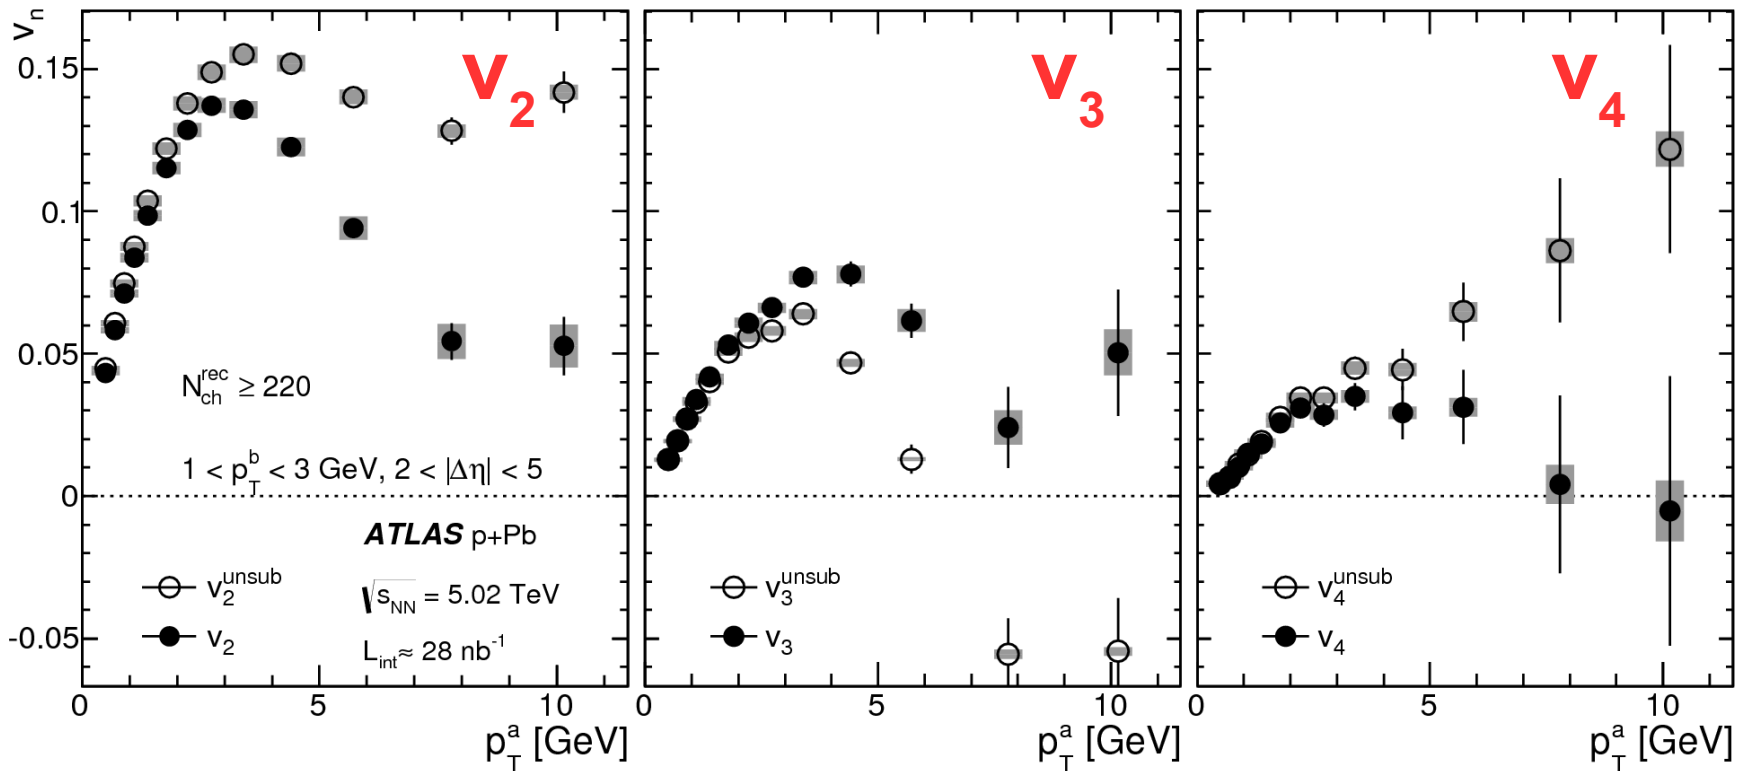 v_n
v_2
v_3
v_4
0.15
0.1
0.05
0
-0.05
N_ch^rec ≥ 220
1 < p_T^b < 3 GeV, 2 < |Δη| < 5
ATLAS p+Pb
√s_NN = 5.02 TeV
L_int ≈ 28 nb^-1
v_2^unsub
v_2
v_3^unsub
v_3
v_4^unsub
v_4
0 5 10
0 5 10
0 5 10
p_T^a [GeV]
p_T^a [GeV]
p_T^a [GeV]